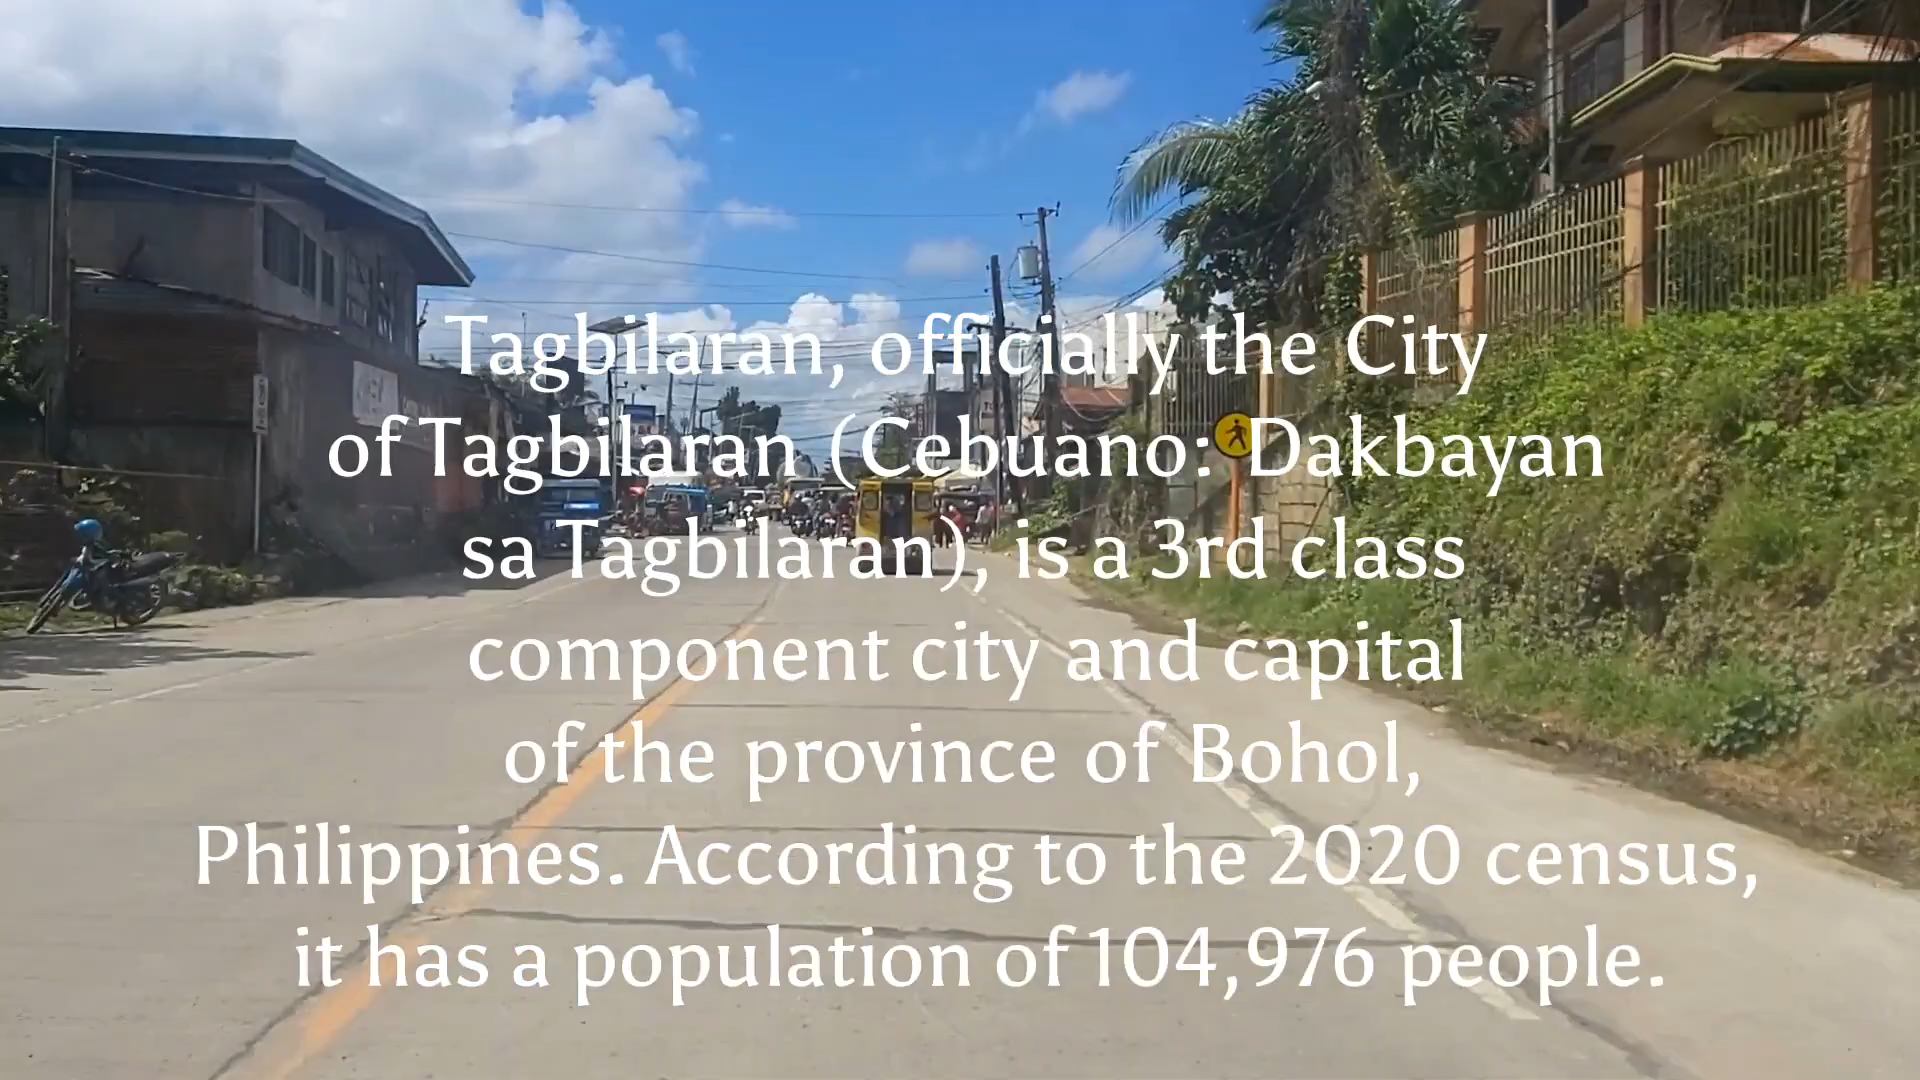 Tagbilaran, officially the City
of Tagbilaran (Cebuano: Dakbayan
sa Tagbilaran), is a 3rd class
component city and capital
of the province of Bohol,
Philippines. According to the 2020 census,
it has a population of 104,976 people.